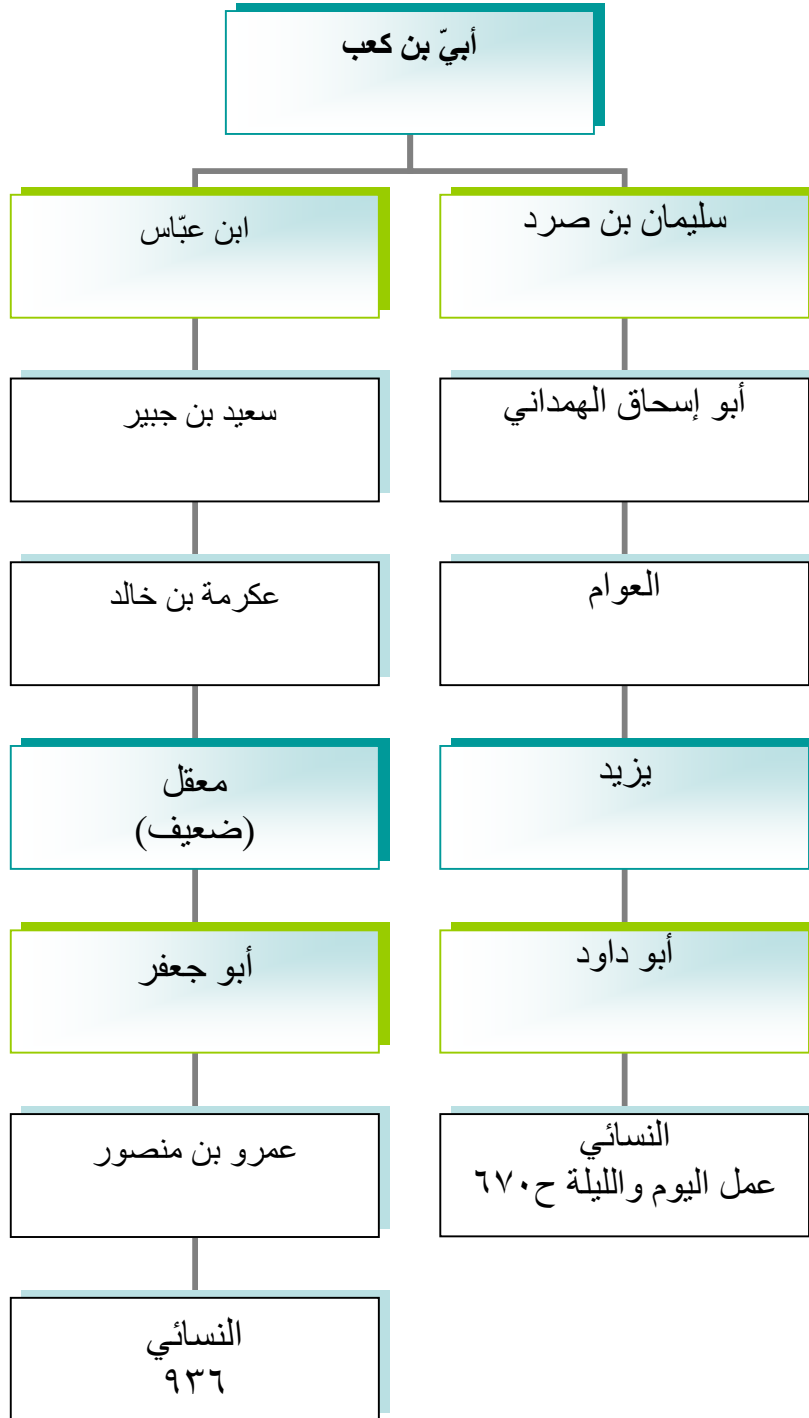 أبيّ بن كعب
سليمان بن صرد
ابن عبّاس
أبو إسحاق الهمداني
سعيد بن جبير
العوام
عكرمة بن خالد
يزيد
معقل
(ضعيف)
أبو داود
أبو جعفر
النسائي
عمل اليوم والليلة ح٦٧٠
عمرو بن منصور
النسائي
٩٣٦